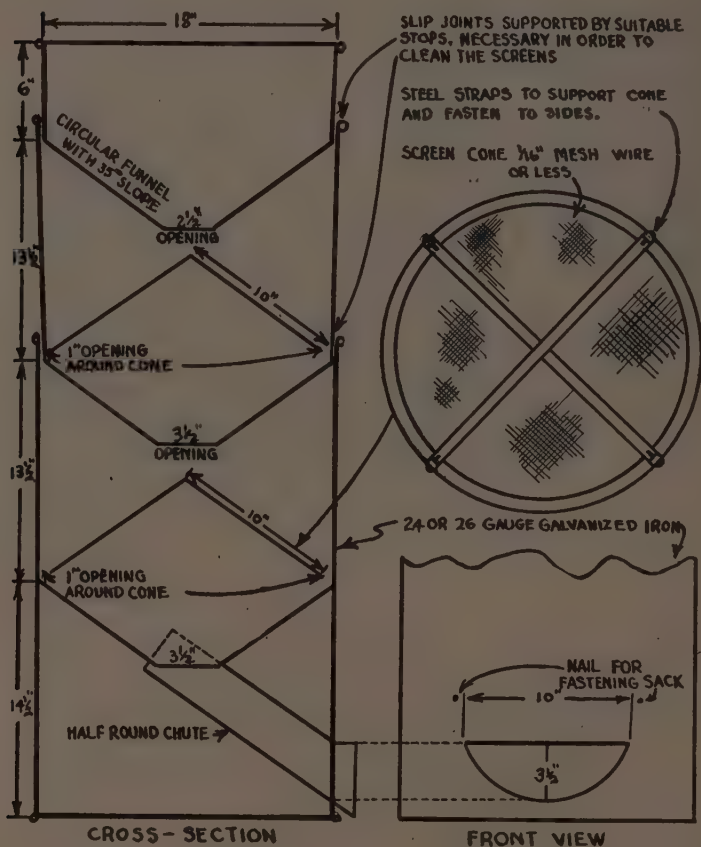 18"
SLIP JOINTS SUPPORTED BY SUITABLE
STOPS, NECESSARY IN ORDER TO
CLEAN THE SCREENS
6"
STEEL STRAPS TO SUPPORT CONE
AND FASTEN TO SIDES.
SCREEN CONE 1/16" MESH WIRE
OR LESS
CIRCULAR FUNNEL
WITH 35° SLOPE
2½"
OPENING
13½"
10"
1" OPENING
AROUND CONE
3½"
OPENING
13½"
10"
24 OR 26 GAUGE GALVANIZED IRON
1" OPENING
AROUND CONE
3½"
NAIL FOR
FASTENING SACK
10"
14½"
HALF ROUND CHUTE
3½"
CROSS-SECTION
FRONT VIEW